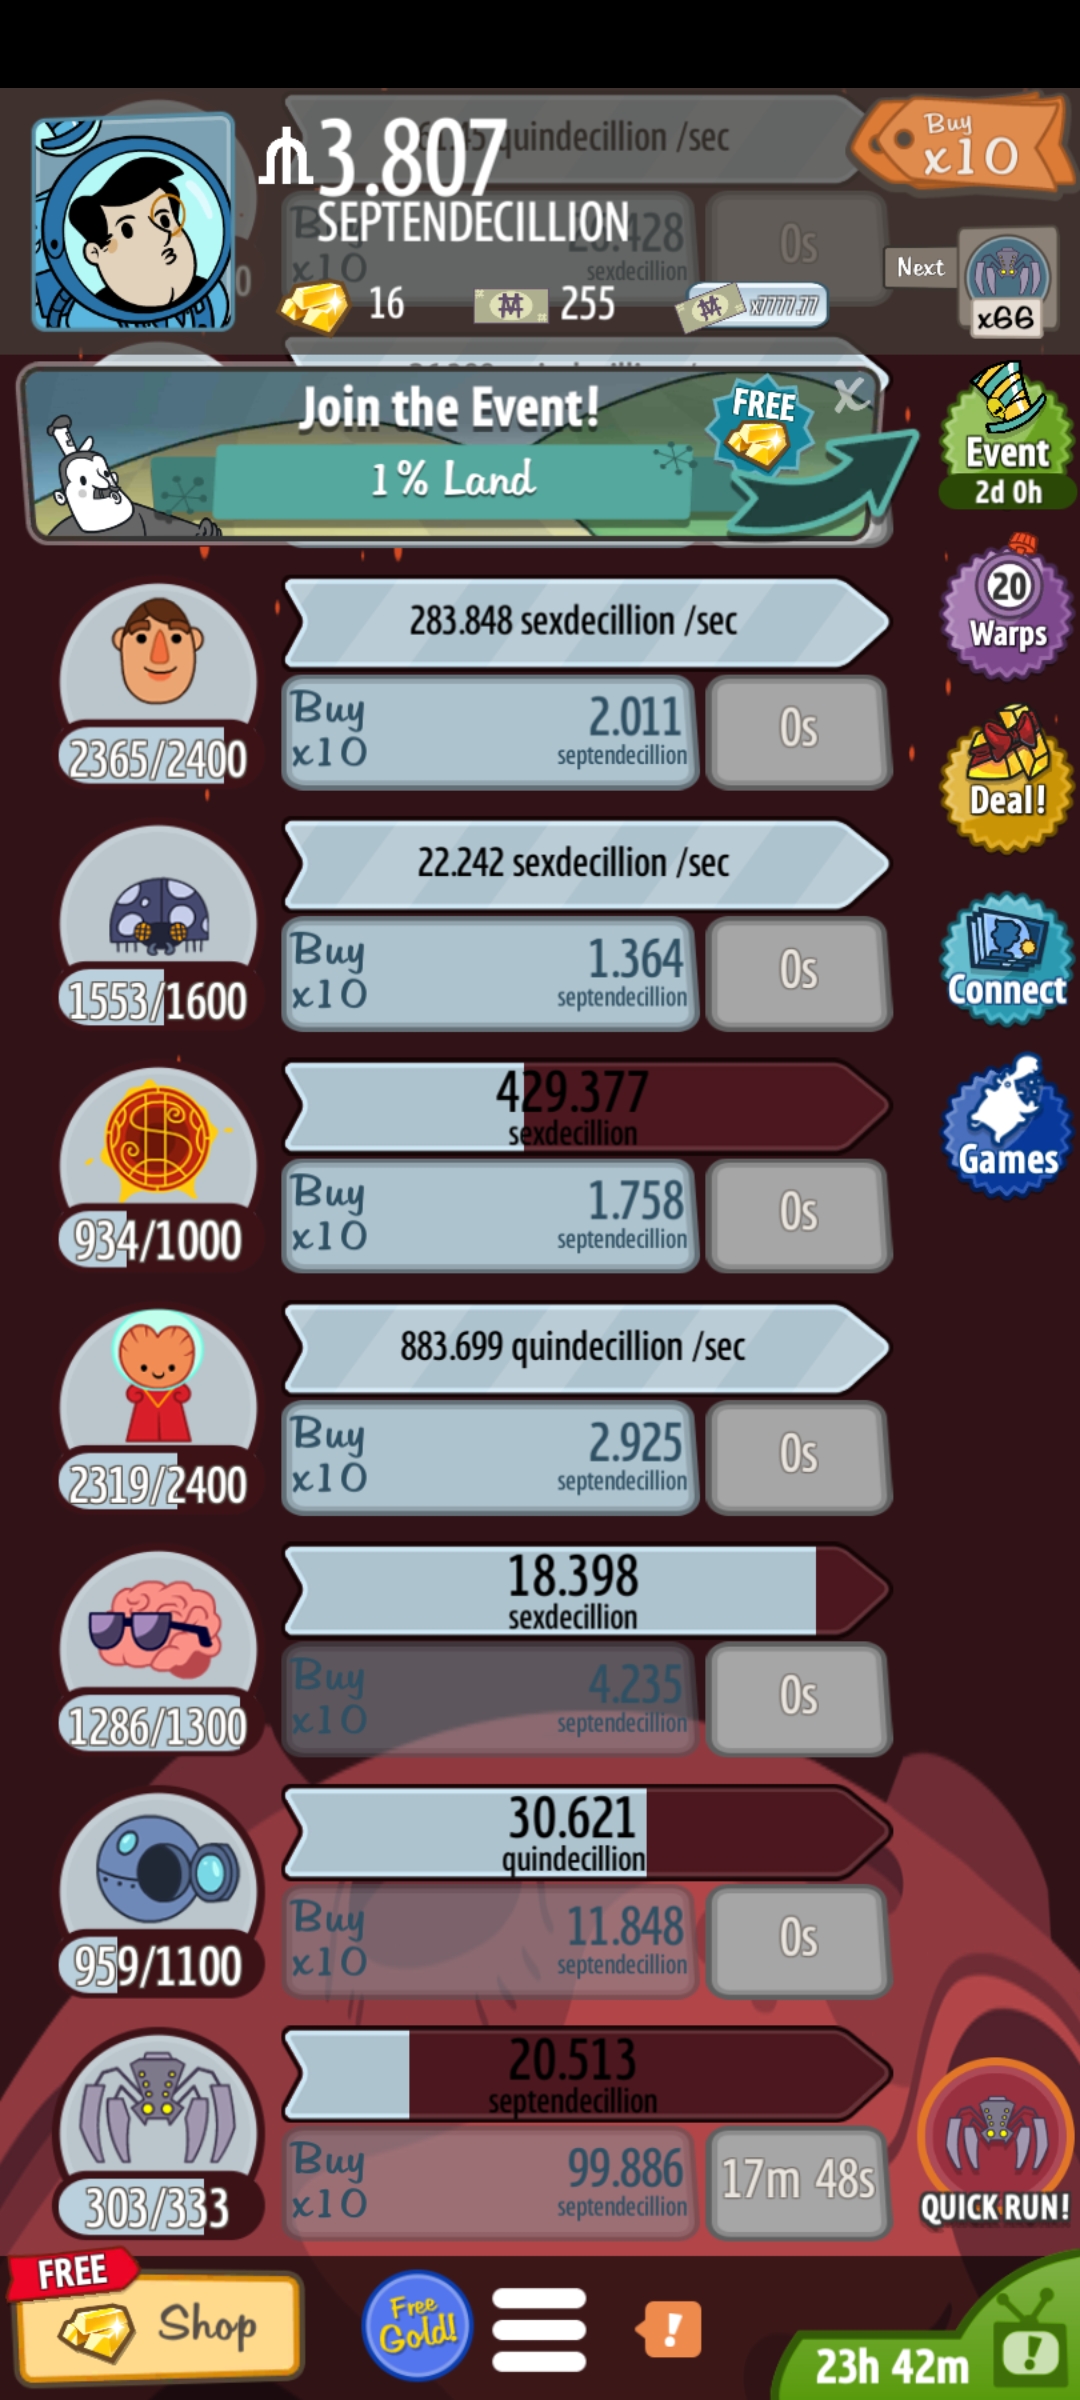 3.807
SEPTENDECILLION
quindecillion /sec
Buy
x10
Buy
x10
28.428
sexdecillion
0s
Next
x66
16
255
x7777.77
Join the Event!
1% Land
FREE
X
Event
2d 0h
283.848 sexdecillion /sec
Buy
x10
2.011
septendecillion
0s
2365/2400
20
Warps
Deal!
22.242 sexdecillion /sec
Buy
x10
1.364
septendecillion
0s
1553/1600
Connect
429.377
sexdecillion
Buy
x10
1.758
septendecillion
0s
934/1000
Games
883.699 quindecillion /sec
Buy
x10
2.925
septendecillion
0s
2319/2400
18.398
sexdecillion
Buy
x10
4.235
septendecillion
0s
1286/1300
30.621
quindecillion
Buy
x10
11.848
septendecillion
0s
959/1100
20.513
septendecillion
Buy
x10
99.886
septendecillion
17m 48s
303/333
QUICK RUN!
FREE
Shop
Free
Gold!
!
23h 42m
!